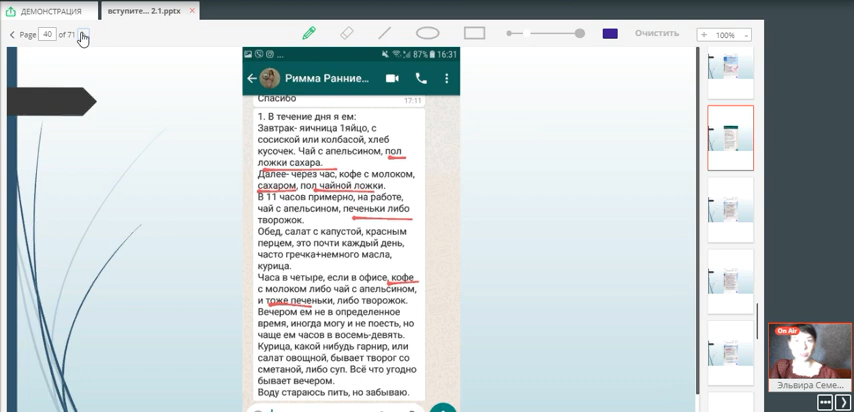 ДЕМОНСТРАЦИЯ
вступите... 2.1.pptx
Page 40 of 71
Очистить
100%
87% 16:31
Римма Ранние...
Спасибо
17:11
1. В течение дня я ем:
Завтрак- яичница 1яйцо, с
сосиской или колбасой, хлеб
кусочек. Чай с апельсином, пол
ложки сахара.
Далее- через час, кофе с молоком,
сахаром, пол чайной ложки.
В 11 часов примерно, на работе,
чай с апельсином, печеньки либо
творожок.
Обед, салат с капустой, красным
перцем, это почти каждый день,
часто гречка+немного масла,
курица.
Часа в четыре, если в офисе, кофе
с молоком либо чай с апельсином,
и тоже печеньки, либо творожок.
Вечером ем не в определенное
время, иногда могу и не поесть, но
чаще ем часов в восемь-девять.
Курица, какой нибудь гарнир, или
салат овощной, бывает творог со
сметаной, либо суп. Всё что угодно
бывает вечером.
Воду стараюсь пить, но забываю.
On Air
Эльвира Семе...